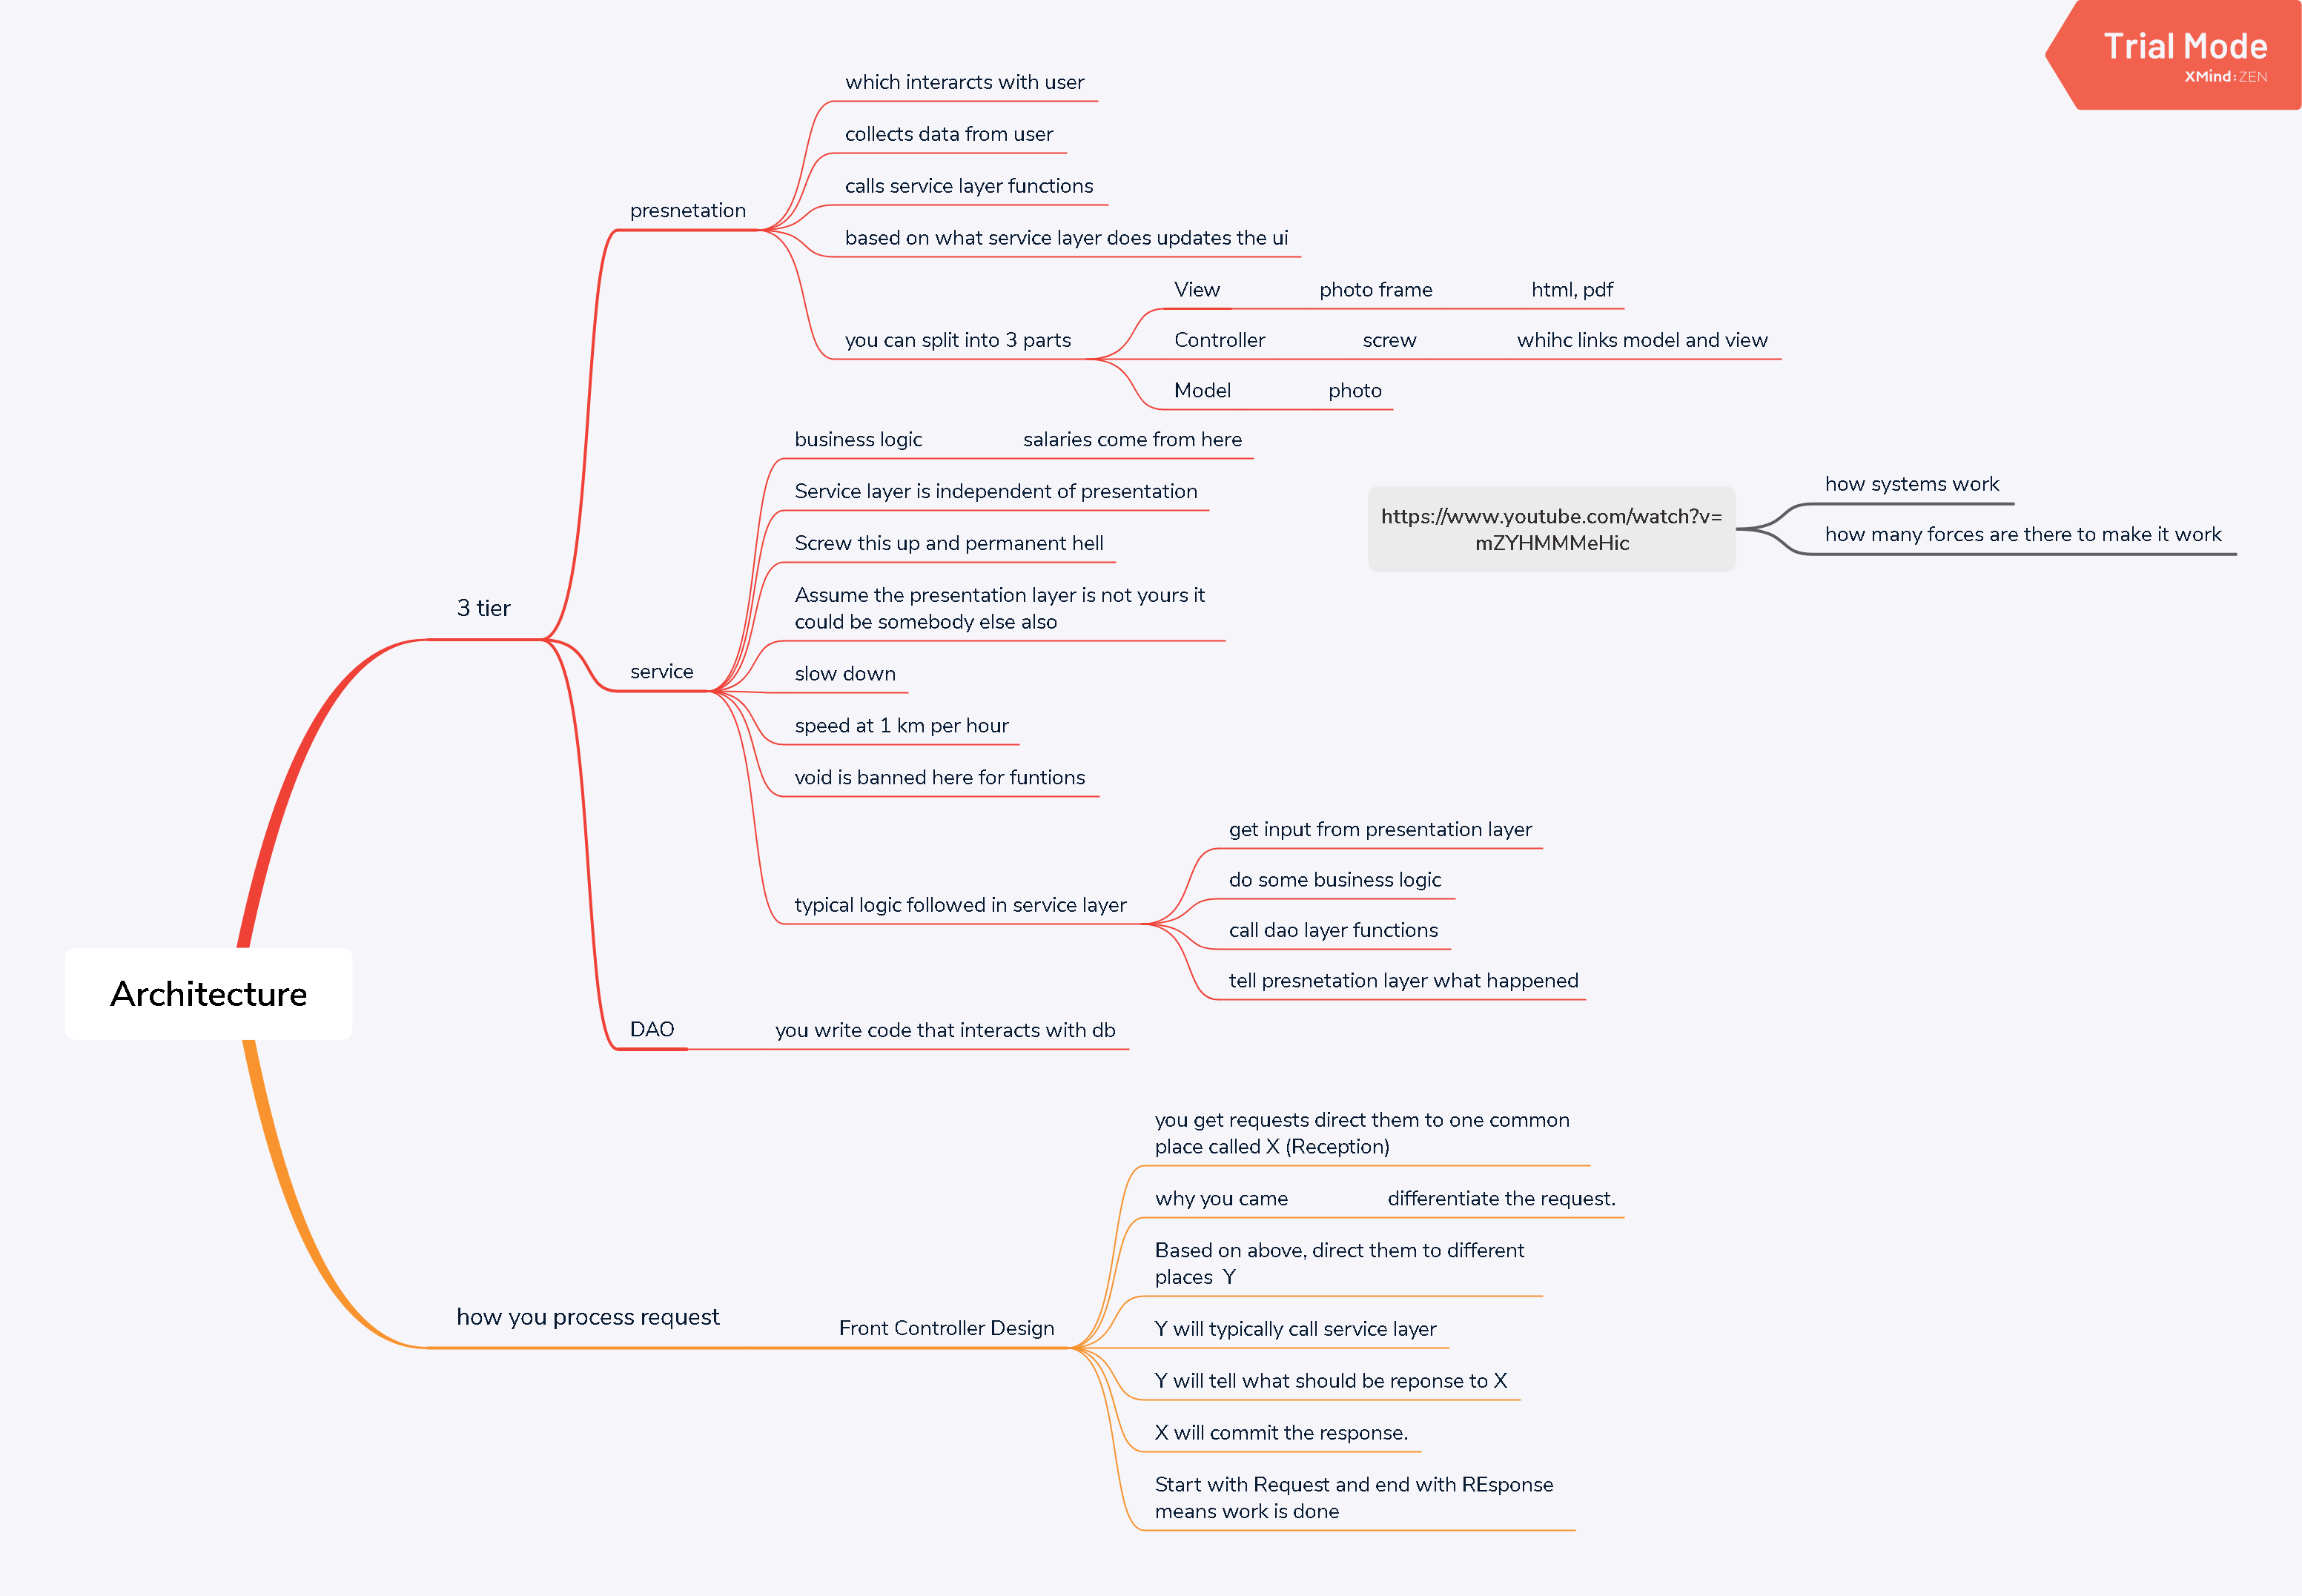 Trial Mode
XMind:ZEN
which interarcts with user
collects data from user
calls service layer functions
presnetation
based on what service layer does updates the ui
View photo frame html, pdf
you can split into 3 parts
Controller screw whihc links model and view
Model photo
business logic salaries come from here
Service layer is independent of presentation
Screw this up and permanent hell
Assume the presentation layer is not yours it
could be somebody else also
https://www.youtube.com/watch?v=
mZYHMMMeHic
how systems work
how many forces are there to make it work
3 tier
service
slow down
speed at 1 km per hour
void is banned here for funtions
typical logic followed in service layer
get input from presentation layer
do some business logic
call dao layer functions
tell presnetation layer what happened
Architecture
DAO you write code that interacts with db
you get requests direct them to one common
place called X (Reception)
why you came differentiate the request.
Based on above, direct them to different
places  Y
how you process request
Front Controller Design
Y will typically call service layer
Y will tell what should be reponse to X
X will commit the response.
Start with Request and end with REsponse
means work is done